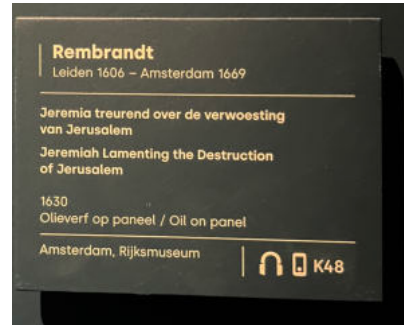 Rembrandt
Leiden 1606 – Amsterdam 1669
Jeremia treurend over de verwoesting
van Jerusalem
Jeremiah Lamenting the Destruction
of Jerusalem
1630
Olieverf op paneel / Oil on panel
Amsterdam, Rijksmuseum
K48